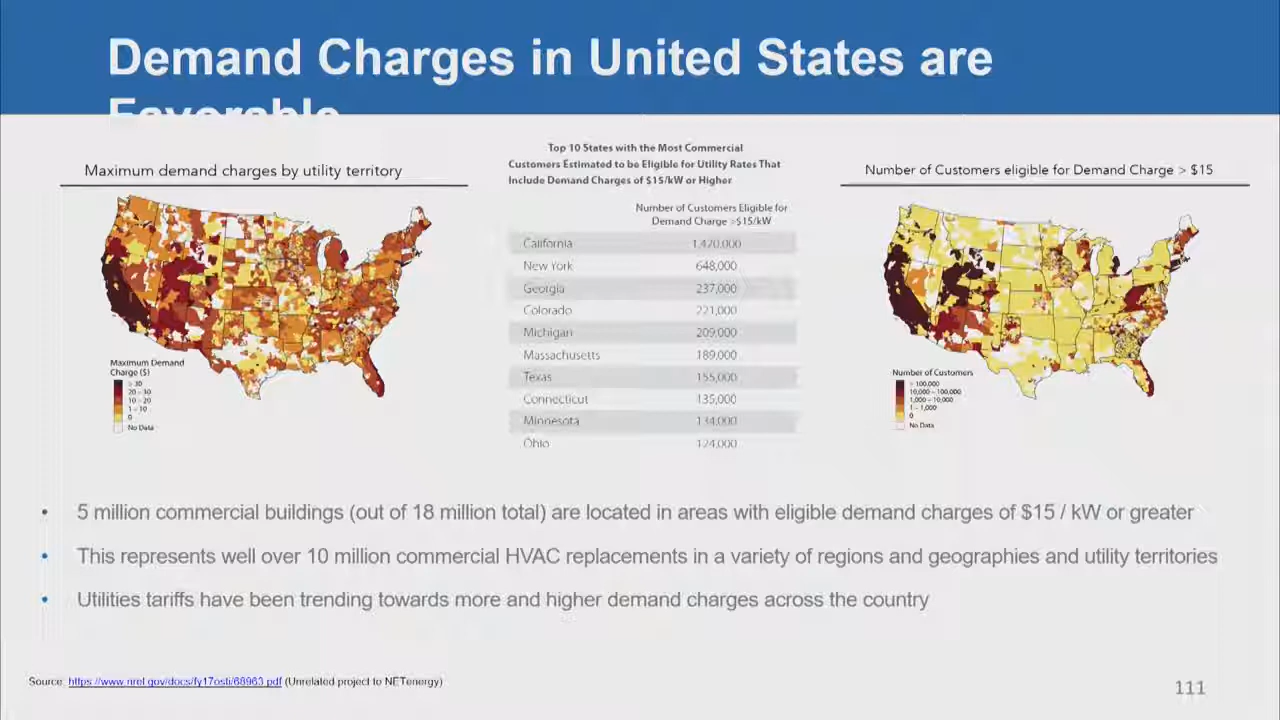 Demand Charges in United States are
Favorable
Maximum demand charges by utility territory
Maximum Demand
Charge ($)
> 30
20 - 30
10 - 20
1 - 10
0
No Data
Top 10 States with the Most Commercial
Customers Estimated to be Eligible for Utility Rates That
Include Demand Charges of $15/kW or Higher
Number of Customers Eligible for
Demand Charge >$15/kW
California 1,420,000
New York 648,000
Georgia 237,000
Colorado 221,000
Michigan 209,000
Massachusetts 189,000
Texas 155,000
Connecticut 135,000
Minnesota 134,000
Ohio 124,000
Number of Customers eligible for Demand Charge > $15
Number of Customers
> 100,000
10,000 - 100,000
1,000 - 10,000
1 - 1,000
0
No Data
• 5 million commercial buildings (out of 18 million total) are located in areas with eligible demand charges of $15 / kW or greater
• This represents well over 10 million commercial HVAC replacements in a variety of regions and geographies and utility territories
• Utilities tariffs have been trending towards more and higher demand charges across the country
Source: https://www.nrel.gov/docs/fy17osti/68963.pdf (Unrelated project to NETenergy)
111